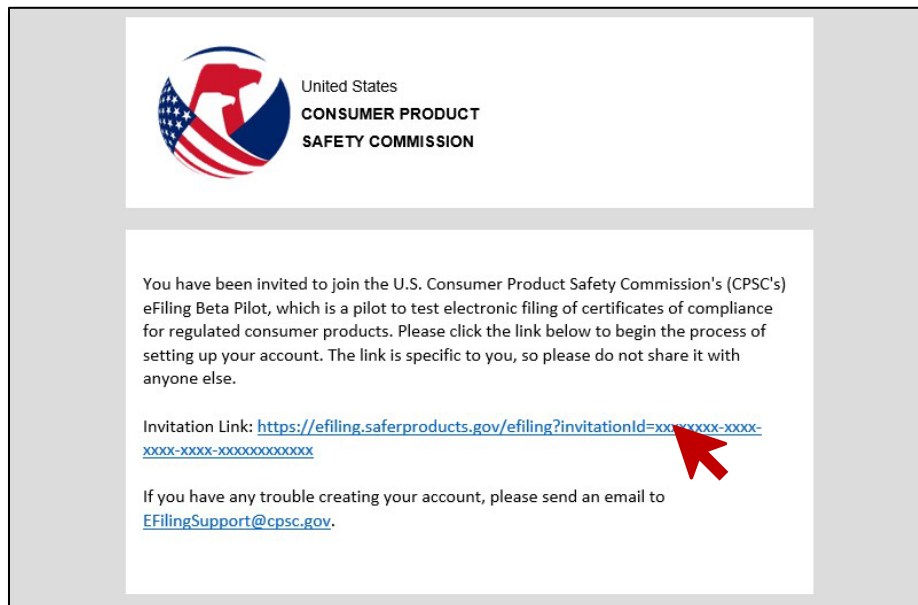 United States
CONSUMER PRODUCT
SAFETY COMMISSION
You have been invited to join the U.S. Consumer Product Safety Commission's (CPSC's)
eFiling Beta Pilot, which is a pilot to test electronic filing of certificates of compliance
for regulated consumer products. Please click the link below to begin the process of
setting up your account. The link is specific to you, so please do not share it with
anyone else.
Invitation Link: https://efiling.saferproducts.gov/efiling?invitationId=xxxxxxxx-xxxx-
xxxx-xxxx-xxxxxxxxxxxx
If you have any trouble creating your account, please send an email to
EFilingSupport@cpsc.gov.